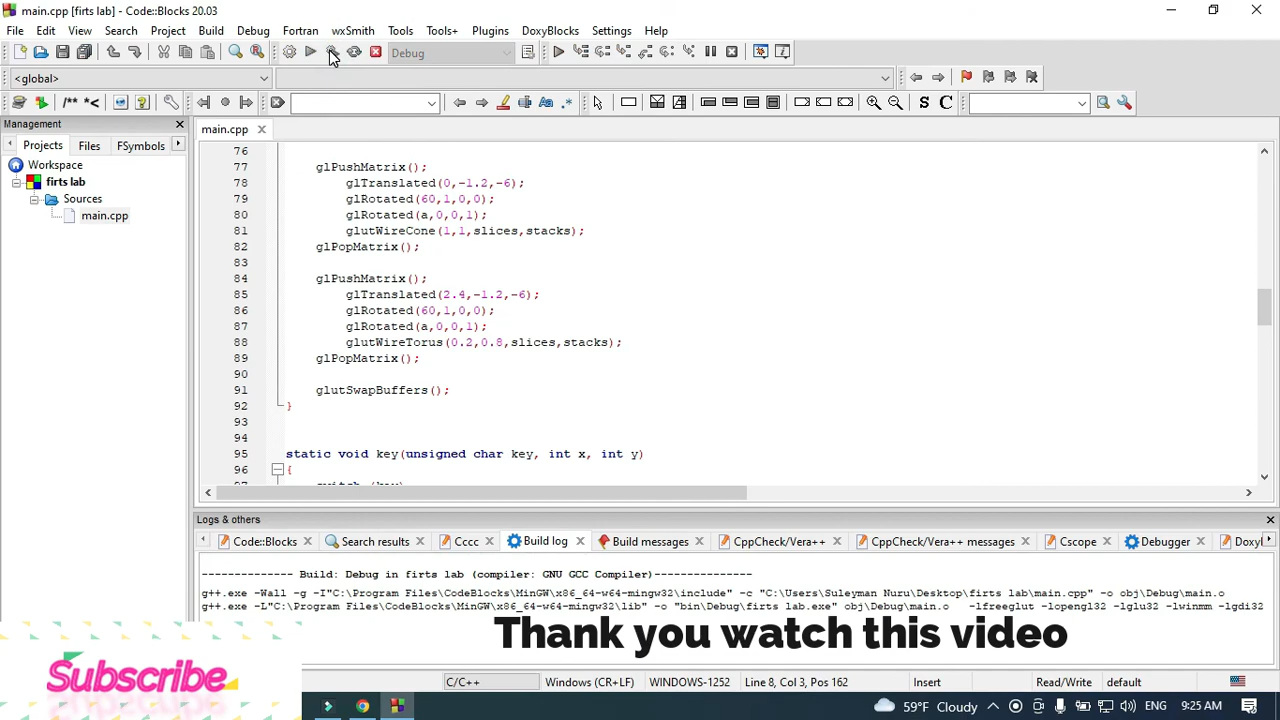 main.cpp [firts lab] - Code::Blocks 20.03
File Edit View Search Project Build Debug Fortran wxSmith Tools Tools+ Plugins DoxyBlocks Settings Help
Debug
<global>
/** *<
S C
Management
main.cpp
Projects Files FSymbols
Workspace
firts lab
Sources
main.cpp
76
77 glPushMatrix();
78 glTranslated(0,-1.2,-6);
79 glRotated(60,1,0,0);
80 glRotated(a,0,0,1);
81 glutWireCone(1,1,slices,stacks);
82 glPopMatrix();
83
84 glPushMatrix();
85 glTranslated(2.4,-1.2,-6);
86 glRotated(60,1,0,0);
87 glRotated(a,0,0,1);
88 glutWireTorus(0.2,0.8,slices,stacks);
89 glPopMatrix();
90
91 glutSwapBuffers();
92 }
93
94
95 static void key(unsigned char key, int x, int y)
96 {
97 switch (key)
Logs & others
Code::Blocks Search results Cccc Build log Build messages CppCheck/Vera++ CppCheck/Vera++ messages Cscope Debugger Doxy
-------------- Build: Debug in firts lab (compiler: GNU GCC Compiler)---------------
g++.exe -Wall -g -I"C:\Program Files\CodeBlocks\MinGW\x86_64-w64-mingw32\include" -c "C:\Users\Suleyman Nuru\Desktop\firts lab\main.cpp" -o obj\Debug\main.o
g++.exe -L"C:\Program Files\CodeBlocks\MinGW\x86_64-w64-mingw32\lib" -o "bin\Debug\firts lab.exe" obj\Debug\main.o -lfreeglut -lopengl32 -lglu32 -lwinmm -lgdi32
Thank you watch this video
Subscribe
C/C++ Windows (CR+LF) WINDOWS-1252 Line 8, Col 3, Pos 162 Insert Read/Write default
59°F Cloudy ENG 9:25 AM